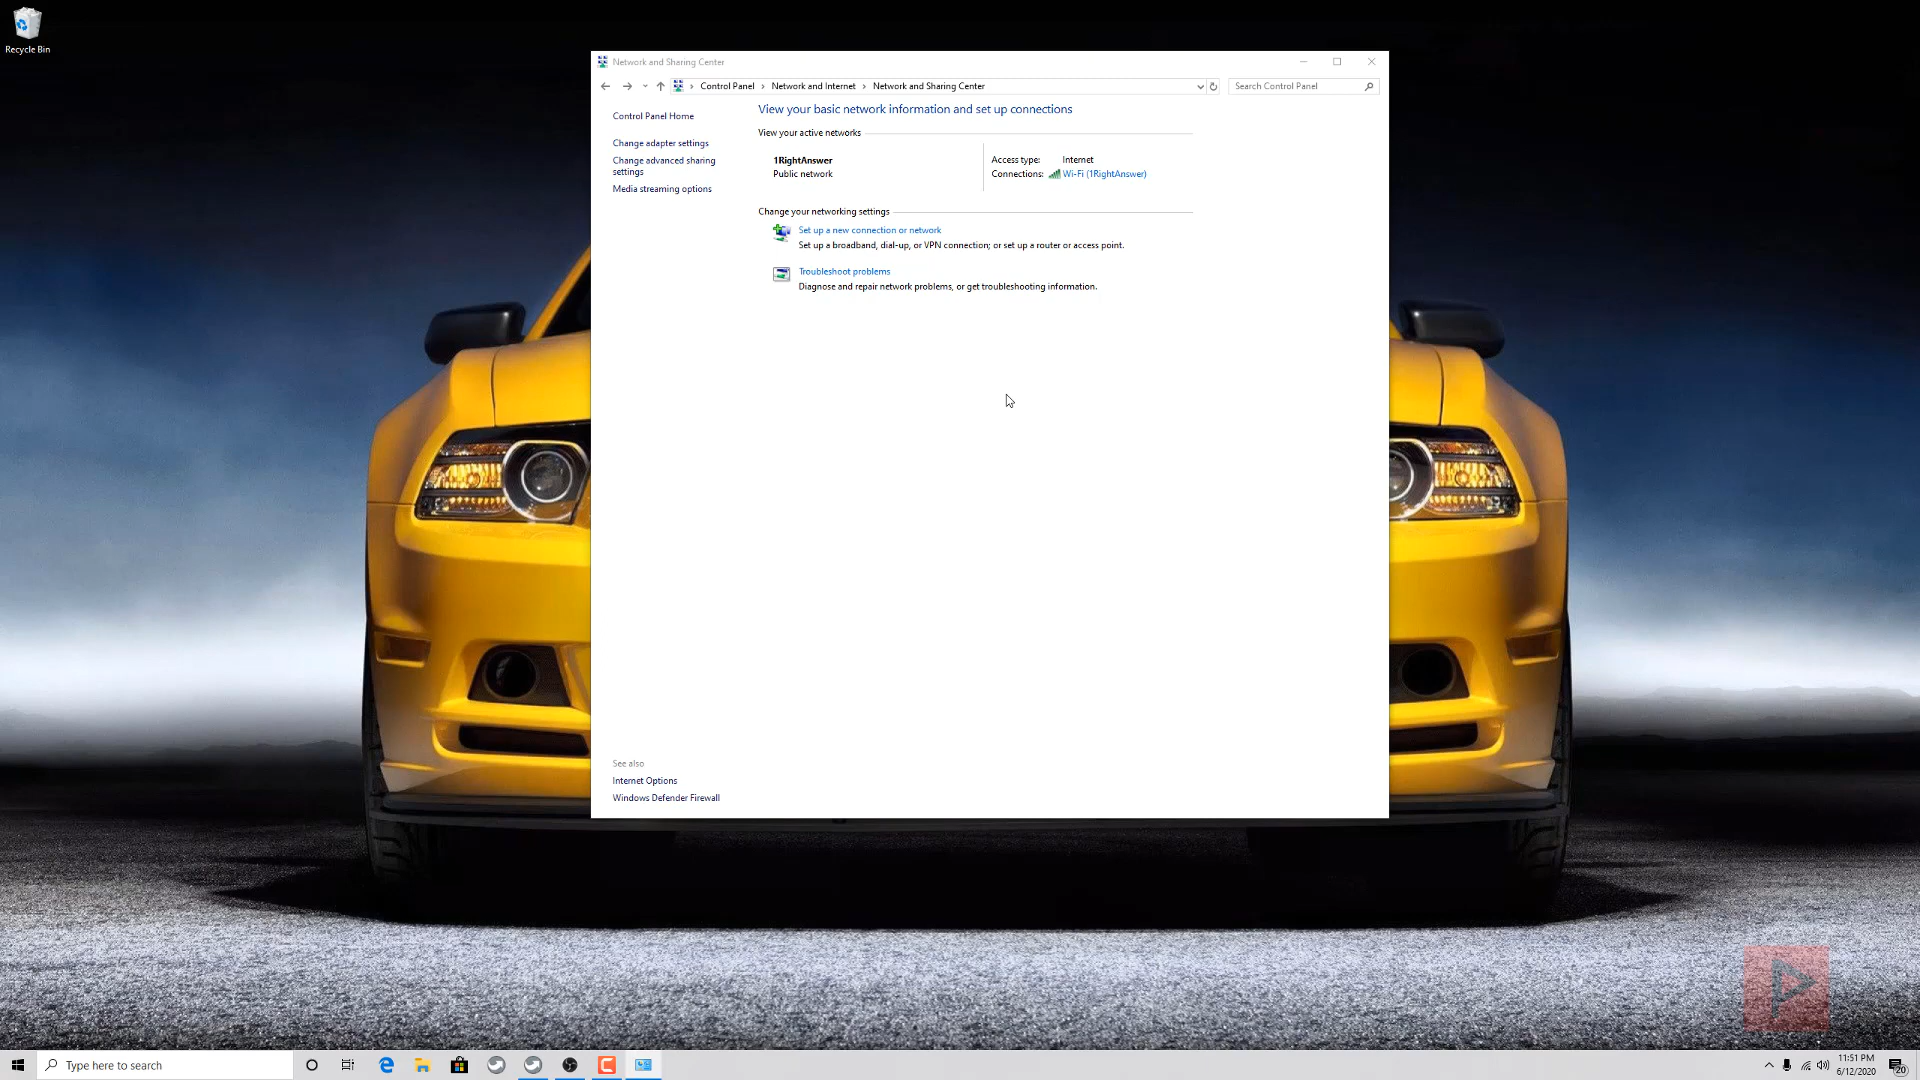 Recycle Bin
Network and Sharing Center
Control Panel
Network and Internet
Network and Sharing Center
Search Control Panel
Control Panel Home
Change adapter settings
Change advanced sharing
settings
Media streaming options
View your basic network information and set up connections
View your active networks
1RightAnswer
Public network
Access type: Internet
Connections: Wi-Fi (1RightAnswer)
Change your networking settings
Set up a new connection or network
Set up a broadband, dial-up, or VPN connection; or set up a router or access point.
Troubleshoot problems
Diagnose and repair network problems, or get troubleshooting information.
See also
Internet Options
Windows Defender Firewall
Type here to search
11:51 PM
6/12/2020
20